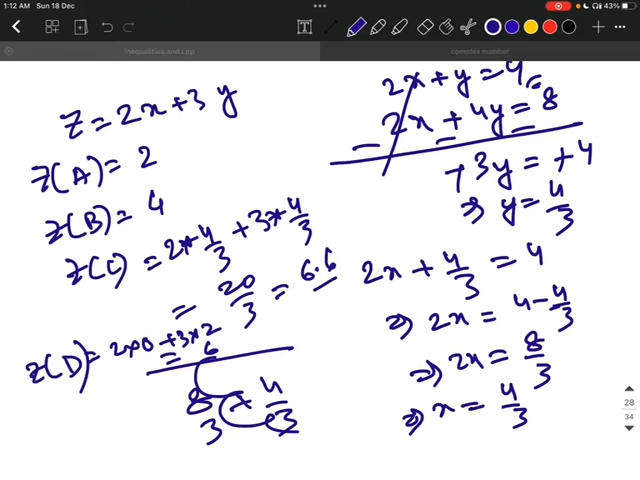 1:12 AM Sun 18 Dec
43%
inequalities and l.pp
complex number
z = 2x + 3y
z(A) = 2
z(B) = 4
z(C) = 2×4/3 + 3×4/3
= 20/3 = 6.6
z(D) = 2×0 + 3×2
= 6
8/3 + 4/3
2x + y = 4
2x + 4y = 8
+3y = +4
⇒ y = 4/3
2x + 4/3 = 4
⇒ 2x = 4 - 4/3
⇒ 2x = 8/3
⇒ x = 4/3
28
34